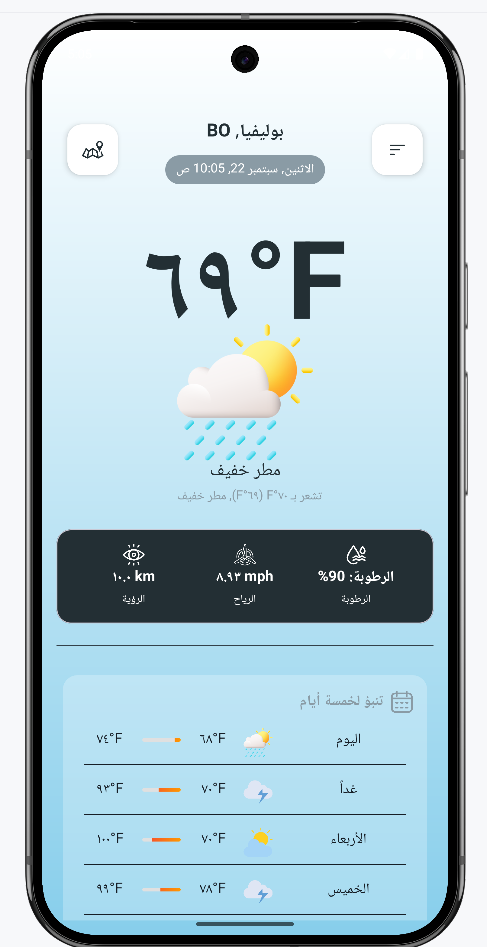 بوليفيا, BO
الاثنين, سبتمبر 22, 10:05 ص
٦٩°F
مطر خفيف
تشعر بـ ٧٠°F (٦٩°F), مطر خفيف
الرطوبة: 90%
الرطوبة
٨.٩٣ mph
الرياح
١٠.٠ km
الرؤية
تنبؤ لخمسة أيام
اليوم ٦٨°F ٧٤°F
غداً ٧٠°F ٩٣°F
الأربعاء ٧٠°F ١٠٠°F
الخميس ٧٨°F ٩٩°F